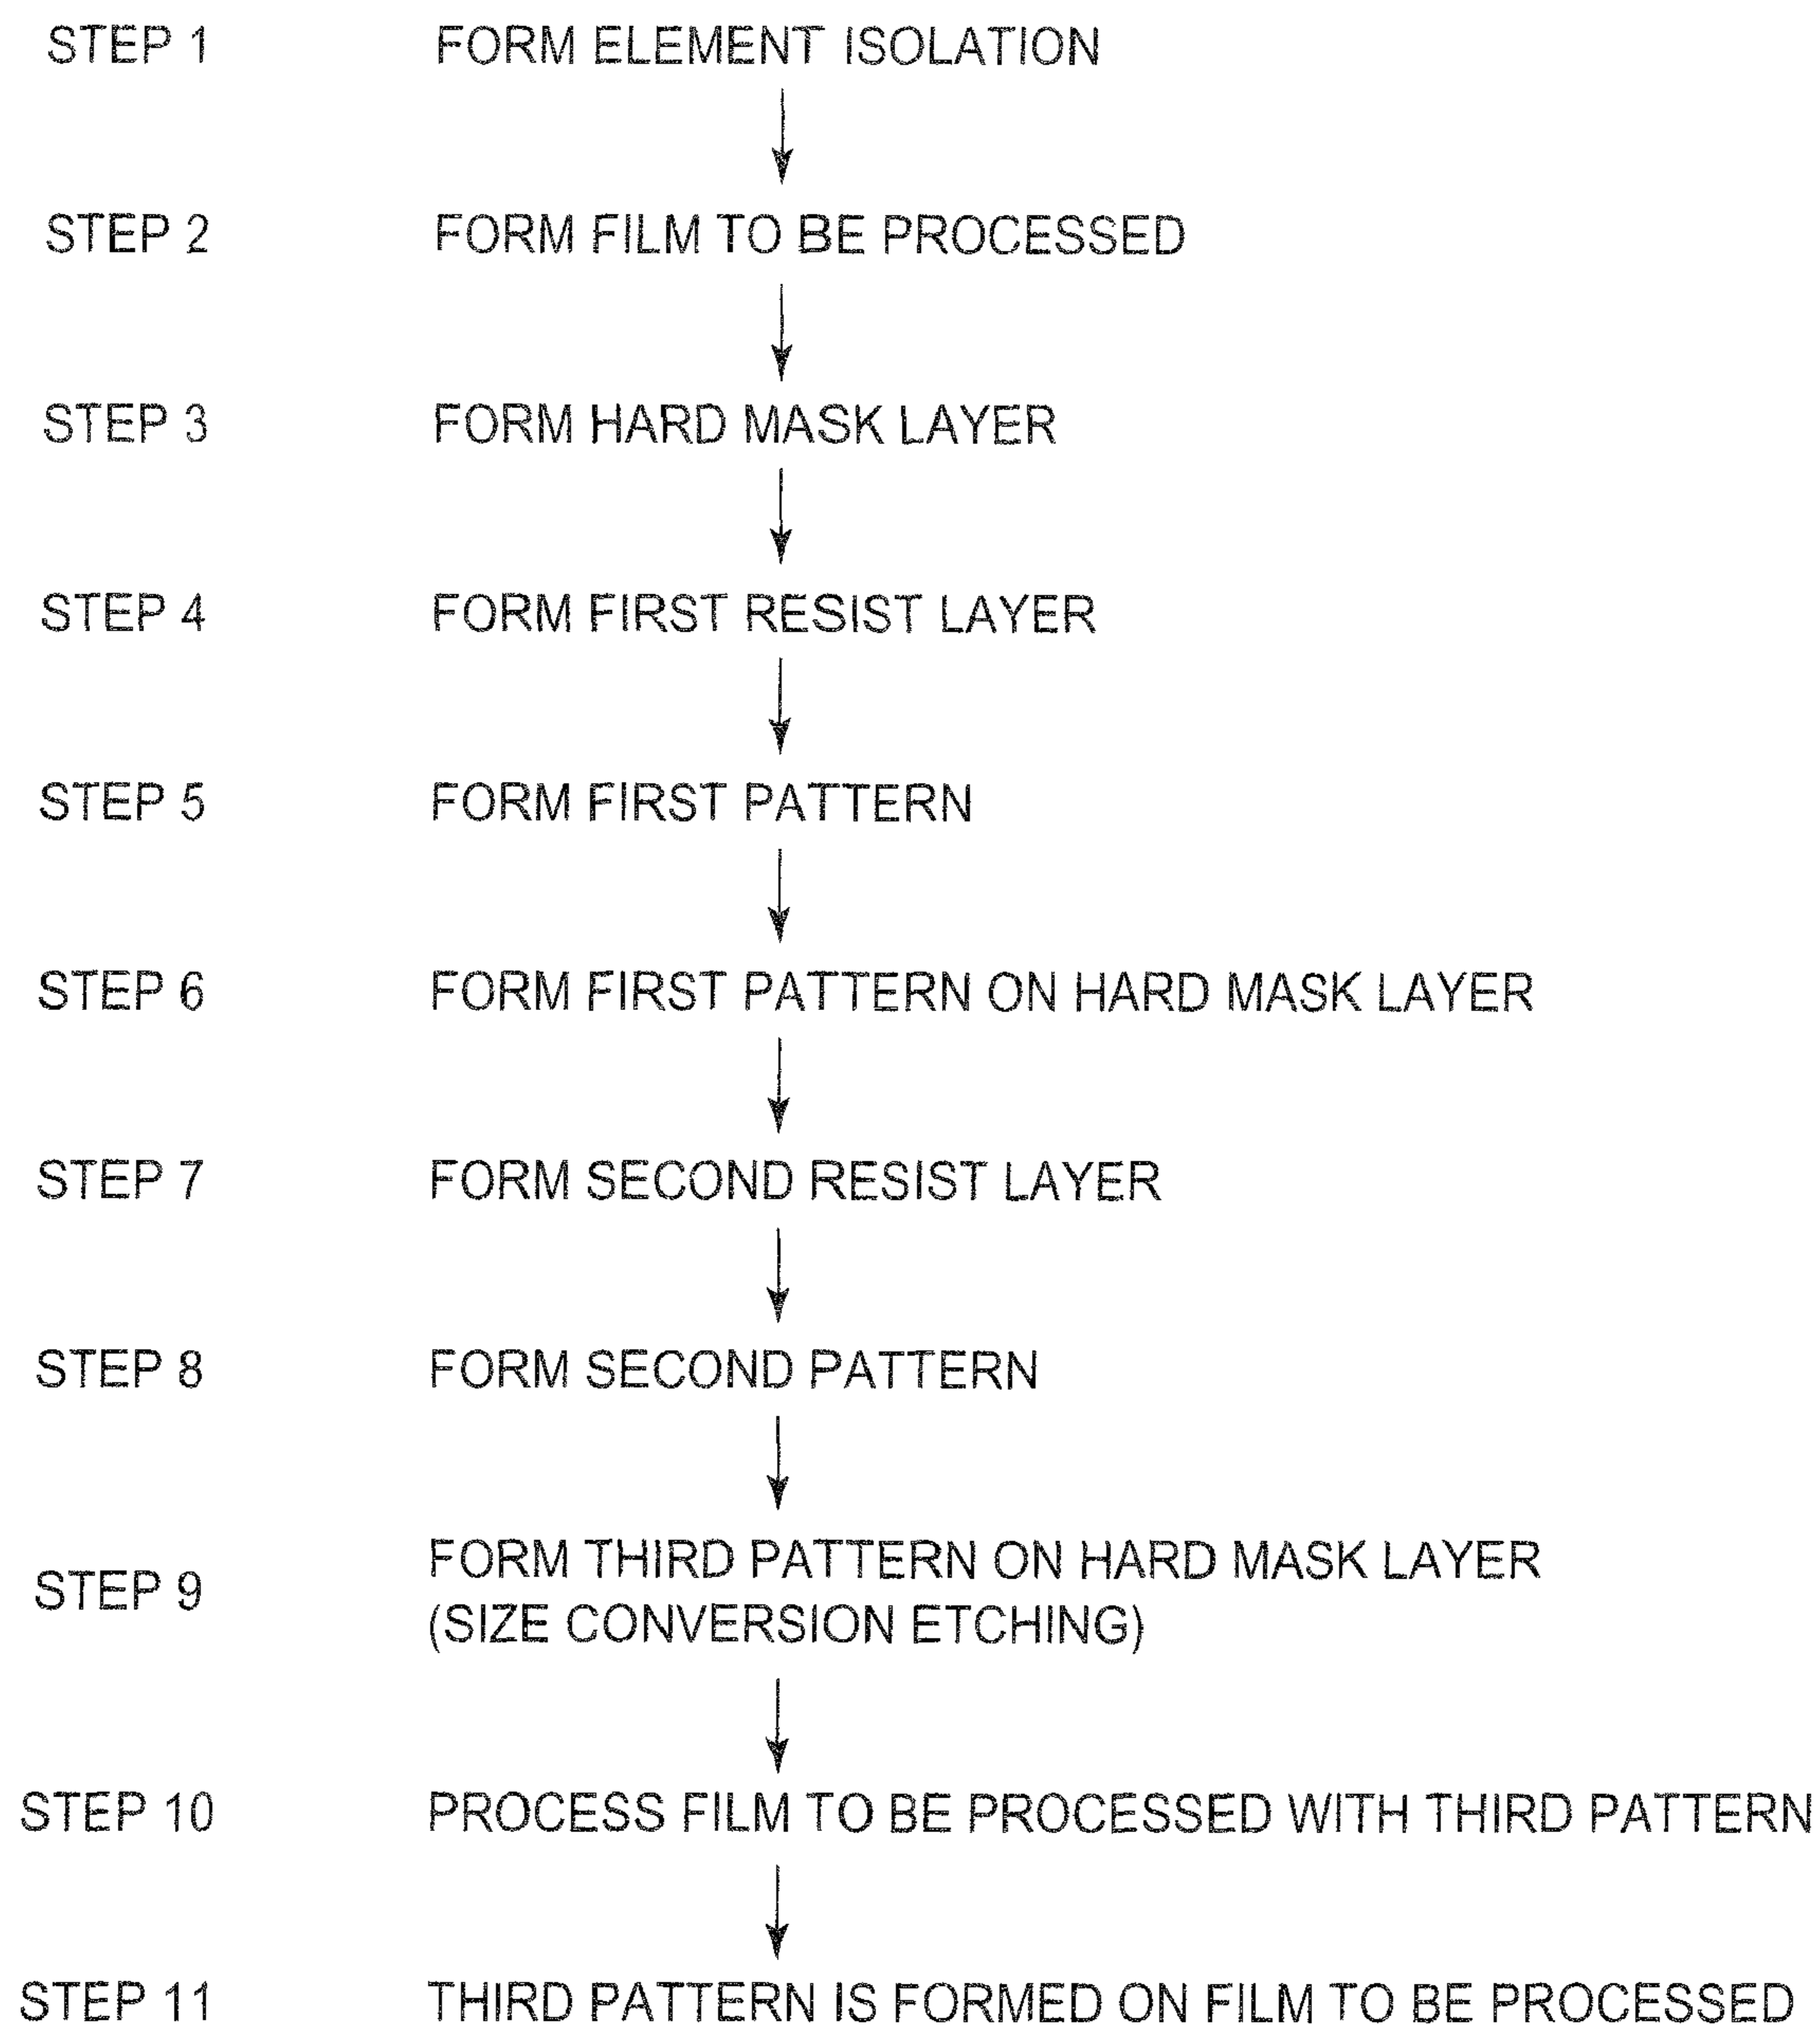 STEP 1 FORM ELEMENT ISOLATION
STEP 2 FORM FILM TO BE PROCESSED
STEP 3 FORM HARD MASK LAYER
STEP 4 FORM FIRST RESIST LAYER
STEP 5 FORM FIRST PATTERN
STEP 6 FORM FIRST PATTERN ON HARD MASK LAYER
STEP 7 FORM SECOND RESIST LAYER
STEP 8 FORM SECOND PATTERN
STEP 9 FORM THIRD PATTERN ON HARD MASK LAYER
(SIZE CONVERSION ETCHING)
STEP 10 PROCESS FILM TO BE PROCESSED WITH THIRD PATTERN
STEP 11 THIRD PATTERN IS FORMED ON FILM TO BE PROCESSED